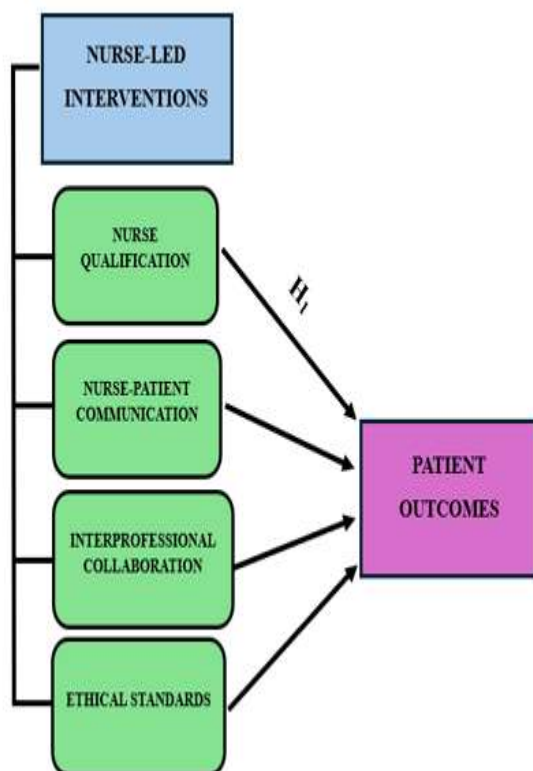 NURSE-LED
INTERVENTIONS
NURSE
QUALIFICATION
H₁
NURSE-PATIENT
COMMUNICATION
PATIENT
OUTCOMES
INTERPROFESSIONAL
COLLABORATION
ETHICAL STANDARDS